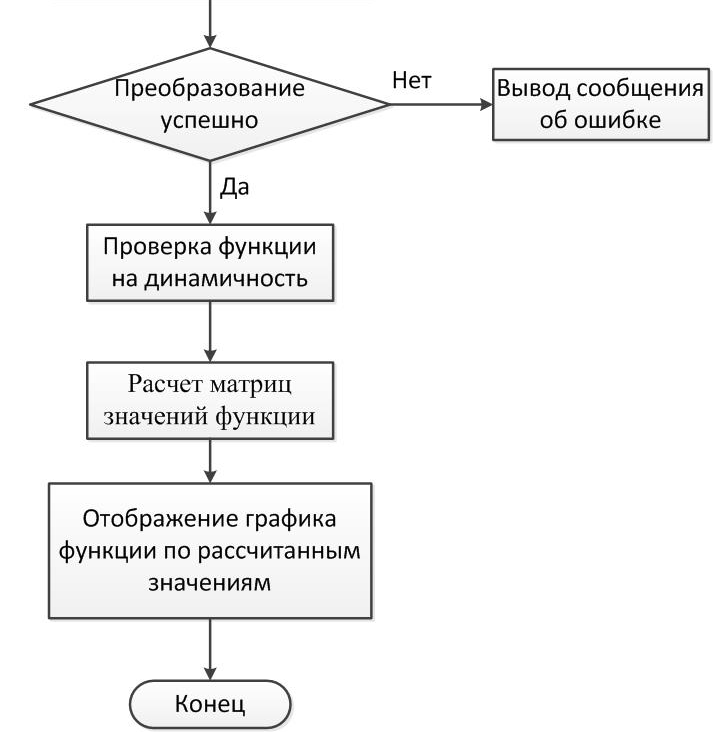 Преобразование
успешно
Нет
Вывод сообщения
об ошибке
Да
Проверка функции
на динамичность
Расчет матриц
значений функции
Отображение графика
функции по рассчитанным
значениям
Конец